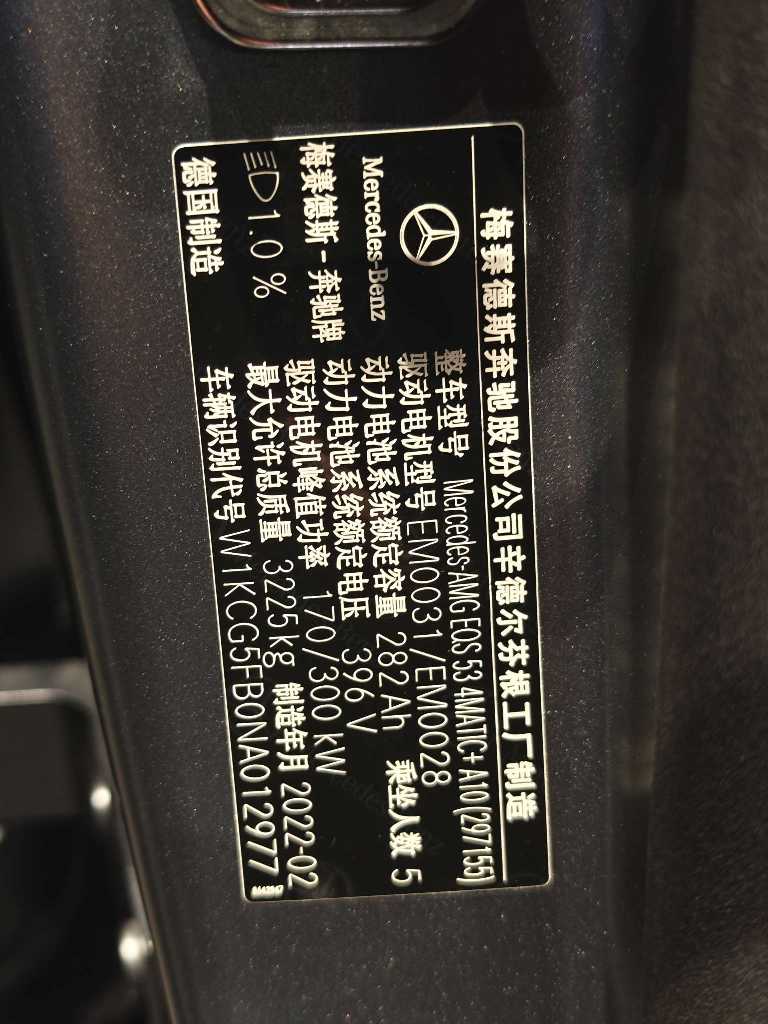 梅赛德斯奔驰股份公司辛德尔芬根工厂制造
Mercedes-Benz
梅赛德斯-奔驰牌
1.0 %
德国制造
整车型号 Mercedes-AMG EQS 53 4MATIC+ A10 (297155)
驱动电机型号 EM0031/EM0028
动力电池系统额定容量 282Ah 乘坐人数 5
动力电池系统额定电压 396 V
驱动电机峰值功率 170/300 kW
最大允许总质量 3225kg 制造年月 2022-02
车辆识别代号 W1KCG5FB0NA012977